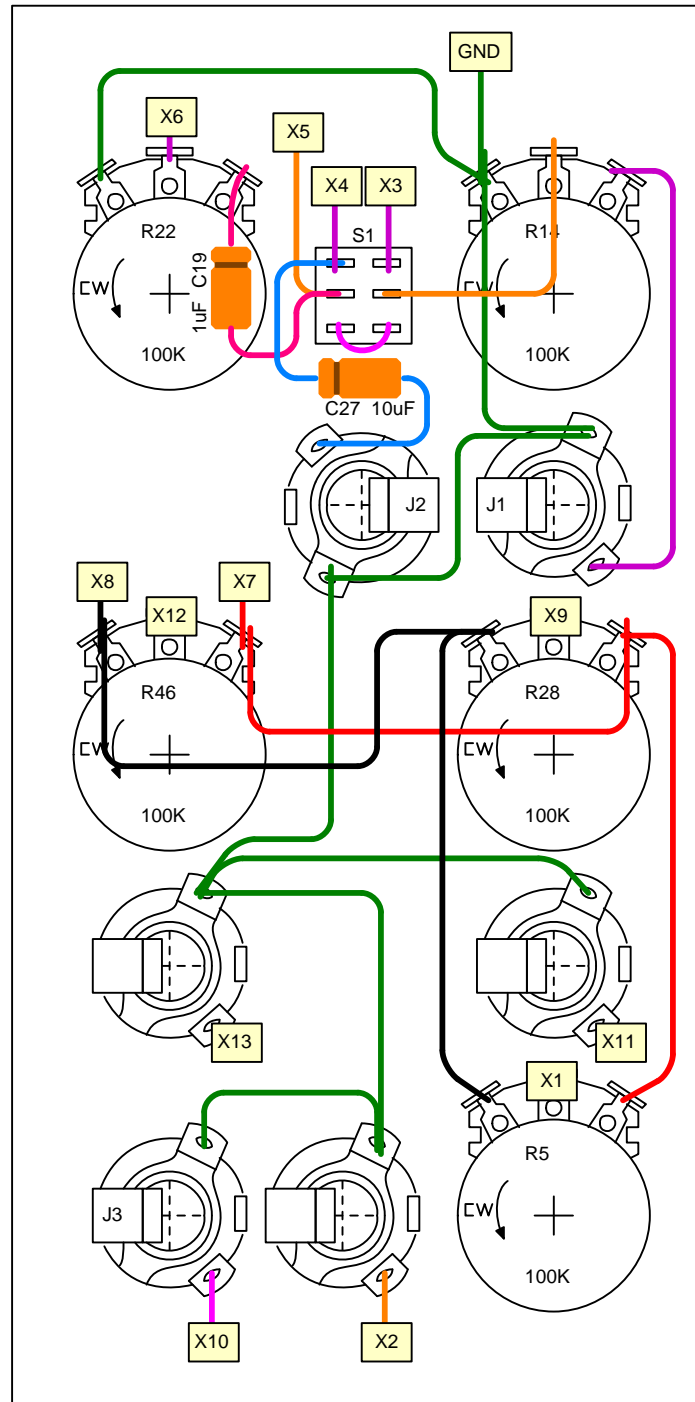 GND
X6
X5
X4
X3
S1
R22
R14
CW
C19
1uF
CW
100K
100K
C27
10uF
J2
J1
X8
X7
X12
X9
R46
R28
CW
CW
100K
100K
X13
X11
X1
R5
J3
CW
100K
X10
X2